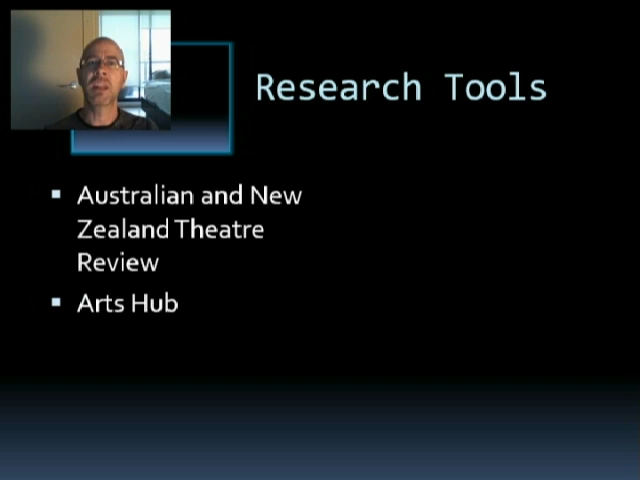 Research Tools
Australian and New
Zealand Theatre
Review
Arts Hub